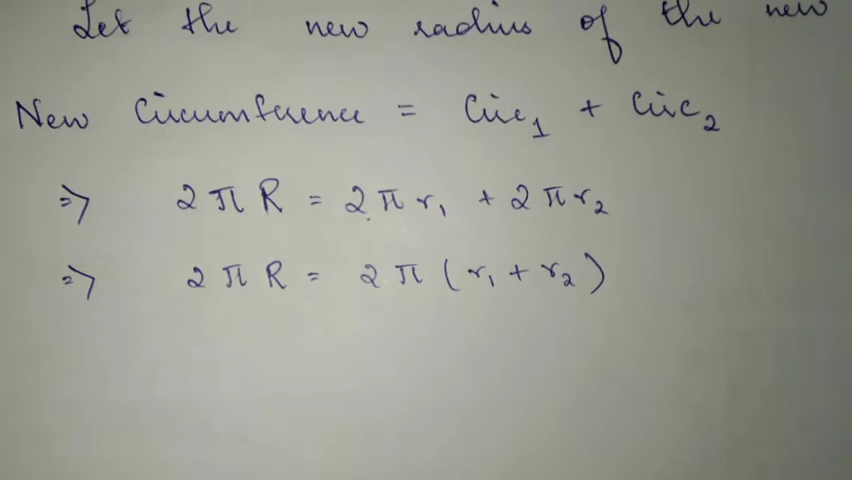 Let the new radius of the new
New Circumference = Circ₁ + Circ₂
=> 2πR = 2πr₁ + 2πr₂
=> 2πR = 2π(r₁ + r₂)